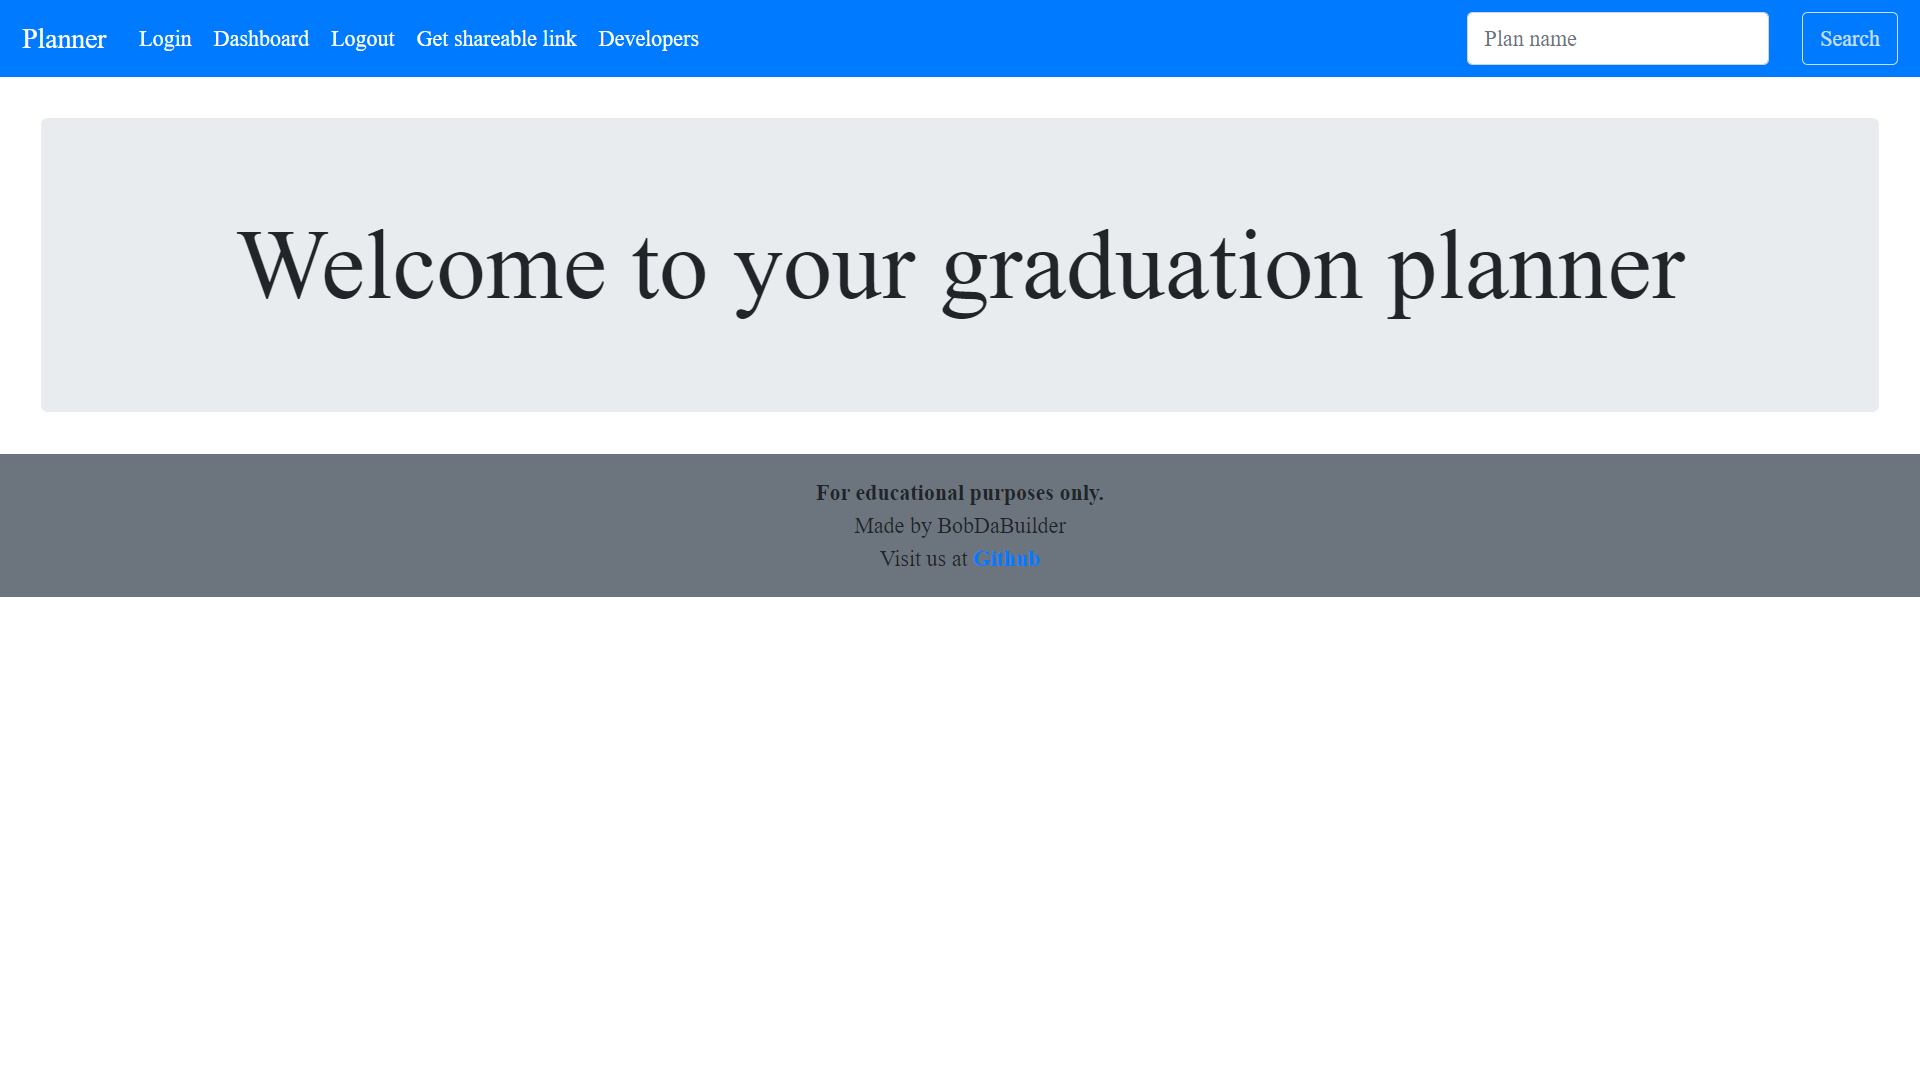 Planner Login Dashboard Logout Get shareable link Developers Plan name Search
Welcome to your graduation planner
For educational purposes only.
Made by BobDaBuilder
Visit us at Github